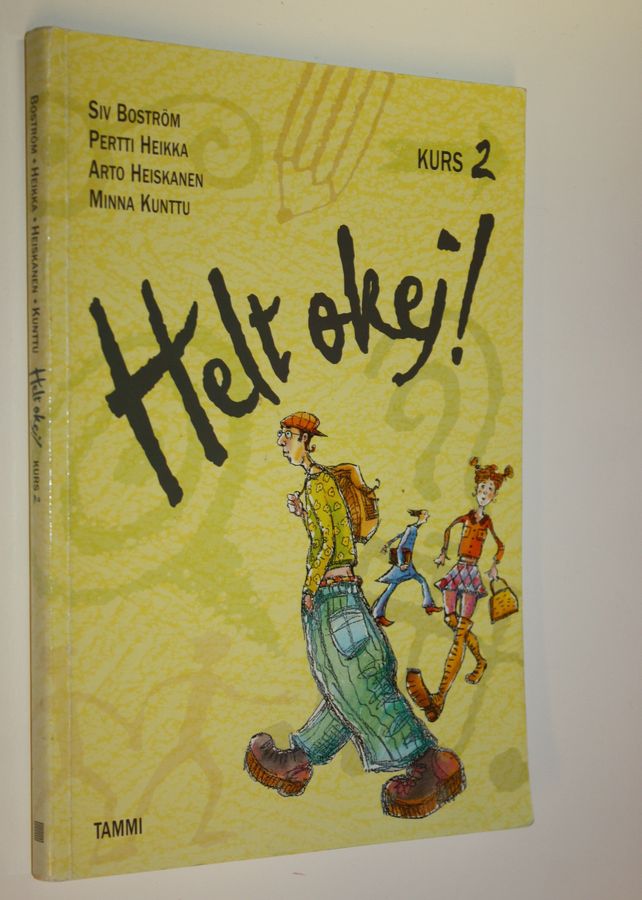 SIV BOSTRÖM
PERTTI HEIKKA
ARTO HEISKANEN
MINNA KUNTTU
KURS 2
Helt okej!
TAMMI
BOSTRÖM • HEIKKA • HEISKANEN • KUNTTU Helt okej! KURS 2